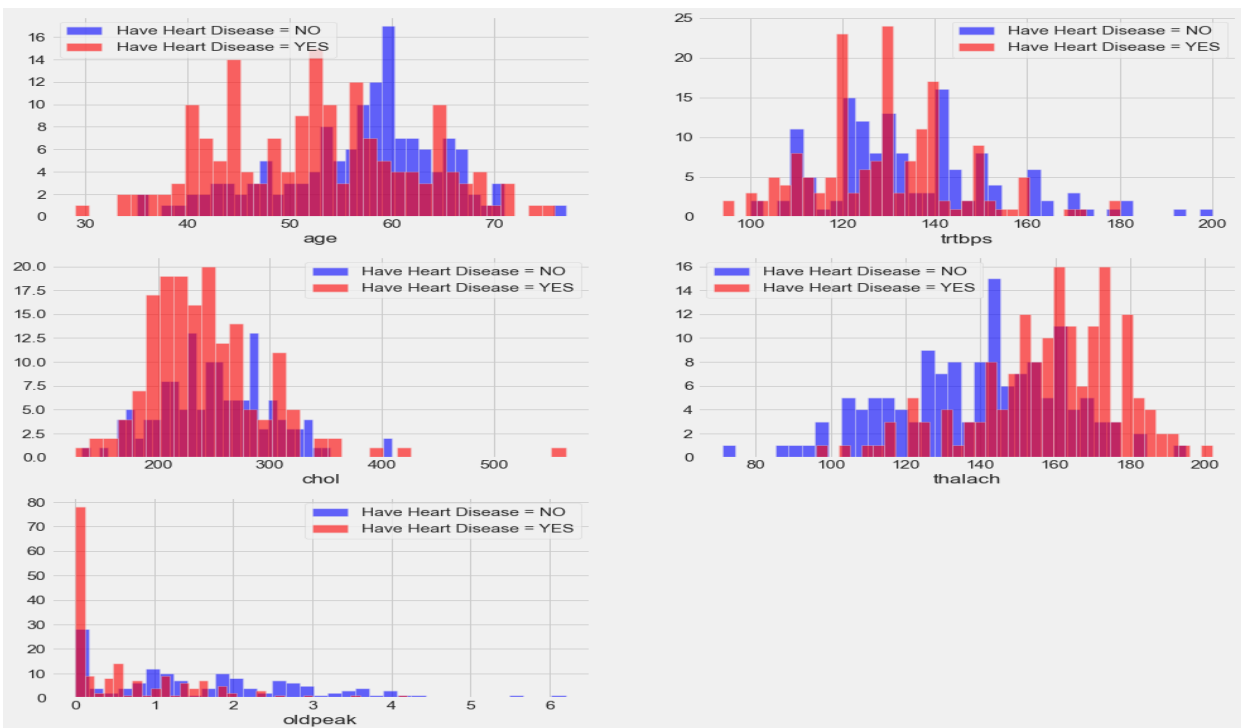 Have Heart Disease = NO
Have Heart Disease = YES
16
14
12
10
8
6
4
2
0
30 40 50 60 70
age
Have Heart Disease = NO
Have Heart Disease = YES
25
20
15
10
5
0
100 120 140 160 180 200
trtbps
Have Heart Disease = NO
Have Heart Disease = YES
20.0
17.5
15.0
12.5
10.0
7.5
5.0
2.5
0.0
200 300 400 500
chol
Have Heart Disease = NO
Have Heart Disease = YES
16
14
12
10
8
6
4
2
0
80 100 120 140 160 180 200
thalach
Have Heart Disease = NO
Have Heart Disease = YES
80
70
60
50
40
30
20
10
0
0 1 2 3 4 5 6
oldpeak